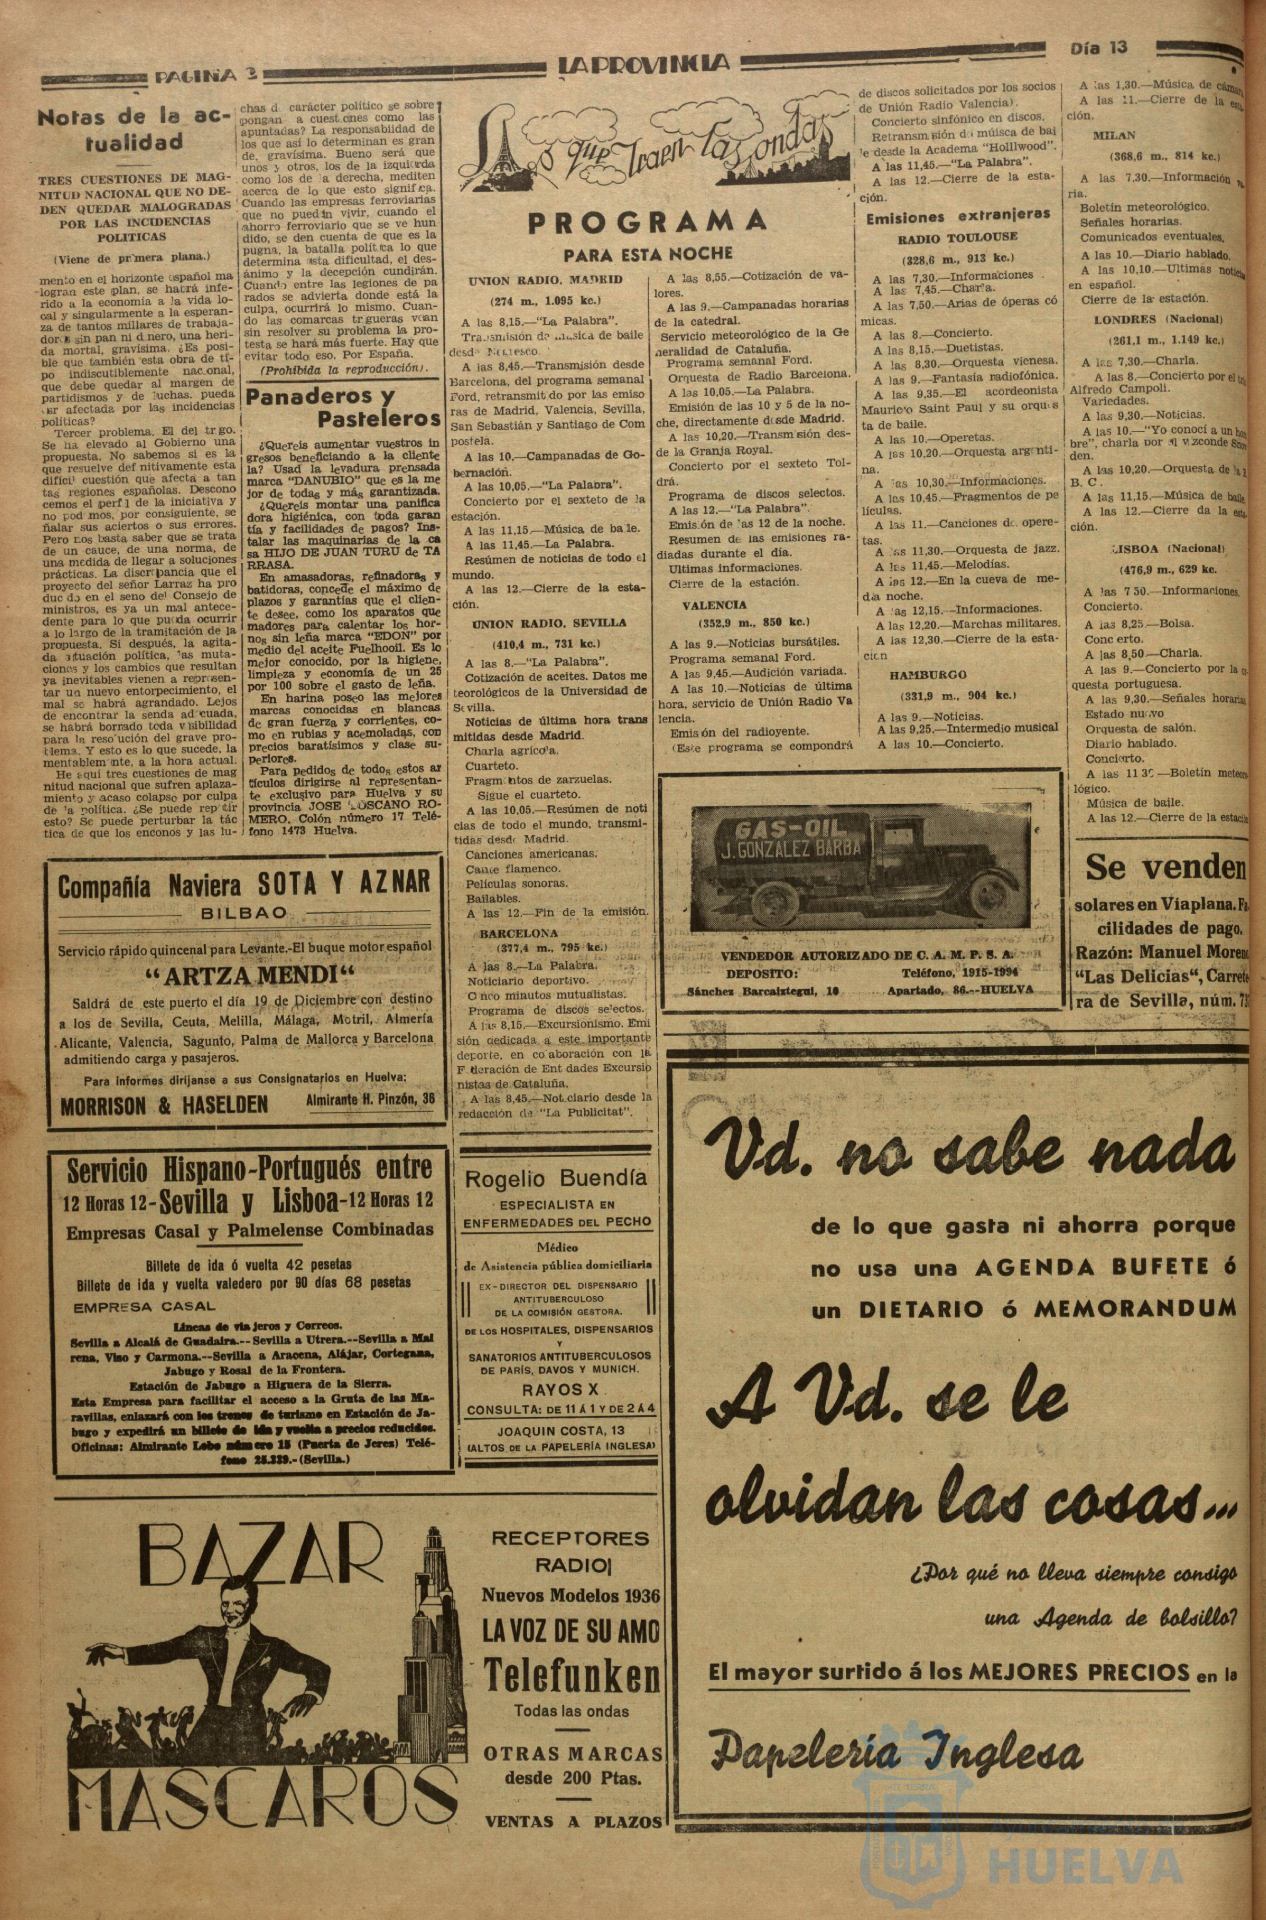 PAGINA 3
LA PROVINCIA
Día 13
Notas de la ac-
tualidad
TRES CUESTIONES DE MAG-
NITUD NACIONAL QUE NO DE-
DEN QUEDAR MALOGRADAS
POR LAS INCIDENCIAS
POLITICAS
(Viene de primera plana.)
mento en el horizonte español ma
logran este plan, se habrá infe-
rido a la economía a la vida lo-
cal y singularmente a la esperan-
za de tantos millares de trabaja-
dores sin pan ni dinero, una he-
rida mortal, gravísima. ¿Es posi-
ble que también esta obra de ti-
po indiscutiblemente nacional,
que debe quedar al margen de
partidismos y de luchas, pueda
ser afectada por las incidencias
políticas?
Tercer problema. El del trigo.
Se ha elevado al Gobierno una
propuesta. No sabemos si es la
que resuelve definitivamente esta
difícil cuestión que afecta a tan
tas regiones españolas. Descono
cemos el perfil de la iniciativa y
no podemos, por consiguiente, se
ñalar sus aciertos o sus errores.
Pero nos basta saber que se trata
de un cauce, de una norma, de
una medida de llegar a soluciones
prácticas. La discrepancia que el
proyecto del señor Larraz ha pro
ducido en el seno del Consejo de
ministros, es ya un mal antece-
dente para lo que pueda ocurrir
a lo largo de la tramitación de la
propuesta. Si después, la agita-
da situación política, las muta-
ciones y los cambios que resultan
ya inevitables vienen a represen-
tar un nuevo entorpecimiento, el
mal se habrá agrandado. Lejos
de encontrar la senda adecuada,
se habrá borrado toda visibilidad
para la resolución del grave pro-
blema. Y esto es lo que sucede, la
mentablemente, a la hora actual.
He aquí tres cuestiones de mag
nitud nacional que sufren aplaza-
miento y acaso colapso por culpa
de la política. ¿Se puede repetir
esto? Se puede perturbar la tác
tica de que los enconos y las lu-
chas de carácter político se sobre
pongan a cuestiones como las
apuntadas? La responsabilidad de
los que así lo determinan es gran
de, gravísima. Bueno será que
unos y otros, los de la izquierda
como los de la derecha, mediten
acerca de lo que esto significa.
Cuando las empresas ferroviarias
que no pueden vivir, cuando el
ahorro ferroviario que se ve hun
dido, se den cuenta de que es la
pugna, la batalla política lo que
determina esta dificultad, el des-
ánimo y la decepción cundirán.
Cuando entre las legiones de pa
rados se advierta donde está la
culpa, ocurrirá lo mismo. Cuan
do las comarcas trigueras vean
sin resolver su problema la pro-
testa se hará más fuerte. Hay que
evitar todo eso. Por España.
(Prohibida la reproducción).
Panaderos y
Pasteleros
¿Quereis aumentar vuestros in
gresos beneficiando a la cliente
la? Usad la levadura prensada
marca "DANUBIO" que es la me
jor de todas y más garantizada.
¿Quereis montar una panifica
dora higiénica, con toda garan
tía y facilidades de pagos? Ins-
talar las maquinarias de la ca
sa HIJO DE JUAN TURU de TA
RRASA.
En amasadoras, refinadoras y
batidoras, concede el máximo de
plazos y garantías que el clien-
te desee, como los aparatos que
madores para calentar los hor-
nos sin leña marca "EDON" por
medio del aceite Fuelhooil. Es lo
mejor conocido, por la higiene,
limpieza y economía de un 25
por 100 sobre el gasto de leña.
En harina poseo las mejores
marcas conocidas en blancas
de gran fuerza y corrientes, co-
mo en rubias y acemoladas, con
precios baratísimos y clase su-
periores.
Para pedidos de todos estos ar
tículos dirigirse al representan-
te exclusivo para Huelva y su
provincia JOSE TOSCANO RO-
MERO. Colón número 17 Telé-
fono 1473 Huelva.
Compañía Naviera SOTA Y AZNAR
BILBAO
Servicio rápido quincenal para Levante.-El buque motor español
"ARTZA MENDI"
Saldrá de este puerto el día 19 de Diciembre con destino
a los de Sevilla, Ceuta, Melilla, Málaga, Motril, Almería
Alicante, Valencia, Sagunto, Palma de Mallorca y Barcelona
admitiendo carga y pasajeros.
Para informes dirijanse a sus Consignatarios en Huelva:
MORRISON & HASELDEN Almirante H. Pinzón, 36
Servicio Hispano-Portugués entre
12 Horas 12-Sevilla y Lisboa-12 Horas 12
Empresas Casal y Palmelense Combinadas
Billete de ida ó vuelta 42 pesetas
Billete de ida y vuelta valedero por 90 días 68 pesetas
EMPRESA CASAL
Líneas de viajeros y Correos.
Sevilla a Alcalá de Guadaira.--Sevilla a Utrera.--Sevilla a Mai
rena, Viso y Carmona.--Sevilla a Aracena, Alájar, Cortegana,
Jabugo y Rosal de la Frontera.
Estación de Jabugo a Higuera de la Sierra.
Esta Empresa para facilitar el acceso a la Gruta de las Ma-
ravillas, enlazará con los trenes de turismo en Estación de Ja-
bugo y expedirá un billete de ida y vuelta a precios reducidos.
Oficinas: Almirante Lobo número 15 (Puerta de Jeres) Telé-
fono 25.239.-(Sevilla.)
BAZAR
MASCAROS
RECEPTORES
RADIO
Nuevos Modelos 1936
LA VOZ DE SU AMO
Telefunken
Todas las ondas
OTRAS MARCAS
desde 200 Ptas.
VENTAS A PLAZOS
Los que traen las ondas
PROGRAMA
PARA ESTA NOCHE
UNION RADIO, MADRID
(274 m., 1.095 kc.)
A las 8,15.—"La Palabra".
Transmisión de música de baile
desde
A las 8,45.—Transmisión desde
Barcelona, del programa semanal
Ford, retransmitido por las emiso
ras de Madrid, Valencia, Sevilla,
San Sebastián y Santiago de Com
postela.
A las 10.—Campanadas de Go-
bernación.
A las 10,05.—"La Palabra".
Concierto por el sexteto de la
estación.
A las 11,15.—Música de baile.
A las 11,45.—La Palabra.
Resúmen de noticias de todo el
mundo.
A las 12.—Cierre de la esta-
ción.
UNION RADIO, SEVILLA
(410,4 m., 731 kc.)
A las 8.—"La Palabra".
Cotización de aceites. Datos me
teorológicos de la Universidad de
Sevilla.
Noticias de última hora trans
mitidas desde Madrid.
Charla agrícola.
Cuarteto.
Fragmentos de zarzuelas.
Sigue el cuarteto.
A las 10,05.—Resúmen de noti
cias de todo el mundo, transmi-
tidas desde Madrid.
Canciones americanas.
Cante flamenco.
Películas sonoras.
Bailables.
A las 12.—Fin de la emisión.
BARCELONA
(377,4 m., 795 kc.)
A las 8.—La Palabra.
Noticiario deportivo.
Cinco minutos mutualistas.
Programa de discos selectos.
A las 8,15.—Excursionismo. Emi
sión dedicada a este importante
deporte, en colaboración con la
Federación de Entidades Excursio
nistas de Cataluña.
A las 8,45.—Noticiario desde la
redacción de "La Publicitat".
Rogelio Buendía
ESPECIALISTA EN
ENFERMEDADES DEL PECHO
Médico
de Asistencia pública domiciliaria
EX-DIRECTOR DEL DISPENSARIO
ANTITUBERCULOSO
DE LA COMISIÓN GESTORA.
DE LOS HOSPITALES, DISPENSARIOS
Y
SANATORIOS ANTITUBERCULOSOS
DE PARÍS, DAVOS Y MUNICH.
RAYOS X
CONSULTA: DE 11 Á 1 Y DE 2 Á 4
JOAQUIN COSTA, 13
(ALTOS DE LA PAPELERÍA INGLESA)
A las 8,55.—Cotización de va-
lores.
A las 9.—Campanadas horarias
de la catedral.
Servicio meteorológico de la Ge
neralidad de Cataluña.
Programa semanal Ford.
Orquesta de Radio Barcelona.
A las 10,05.—La Palabra.
Emisión de las 10 y 5 de la no-
che, directamente desde Madrid.
A las 10,20.—Transmisión des-
de la Granja Royal.
Concierto por el sexteto Tol-
drá.
Programa de discos selectos.
A las 12.—"La Palabra".
Emisión de las 12 de la noche.
Resumen de las emisiones ra-
diadas durante el día.
Ultimas informaciones.
Cierre de la estación.
VALENCIA
(352,9 m., 850 kc.)
A las 9.—Noticias bursátiles.
Programa semanal Ford.
A las 9,45.—Audición variada.
A las 10.—Noticias de última
hora, servicio de Unión Radio Va
lencia.
Emisión del radioyente.
(Este programa se compondrá
de discos solicitados por los socios
de Unión Radio Valencia).
Concierto sinfónico en discos.
Retransmisión de múisca de bai
le desde la Academa "Holllwood".
A las 11,45.—"La Palabra".
A las 12.—Cierre de la esta-
ción.
Emisiones extranjeras
RADIO TOULOUSE
(328,6 m., 913 kc.)
A las 7,30.—Informaciones
A las 7,45.—Charla.
A las 7,50.—Arias de óperas có
micas.
A las 8.—Concierto.
A las 8,15.—Duetistas.
A las 8,30.—Orquesta vienesa.
A las 9.—Fantasía radiofónica.
A las 9,35.—El acordeonista
Mauricio Saint Paul y su orques
ta de baile.
A las 10.—Operetas.
A las 10,20.—Orquesta argenti-
na.
A las 10,30.—Informaciones.
A las 10,45.—Fragmentos de pe
lículas.
A las 11.—Canciones de opere-
tas.
A las 11,30.—Orquesta de jazz.
A las 11,45.—Melodías.
A las 12.—En la cueva de me-
dia noche.
A las 12,15.—Informaciones.
A las 12,20.—Marchas militares.
A las 12,30.—Cierre de la esta-
ción
HAMBURGO
(331,9 m., 904 kc.)
A las 9.—Noticias.
A las 9,25.—Intermedio musical
A las 10.—Concierto.
A las 1,30.—Música de cámara
A las 11.—Cierre de la esta-
ción.
MILAN
(368,6 m., 814 kc.)
A las 7,30.—Información va
ria.
Boletín meteorológico.
Señales horarias.
Comunicados eventuales.
A las 10.—Diario hablado.
A las 10,10.—Ultimas noticias
en español.
Cierre de la estación.
LONDRES (Nacional)
(261,1 m., 1.149 kc.)
A las 7,30.—Charla.
A las 8.—Concierto por el
Alfredo Campoli.
Variedades.
A las 9,30.—Noticias.
A las 10.—"Yo conocí a un hom
bre", charla por el vizconde
den.
A las 10,20.—Orquesta de la B.
B. C.
A las 11,15.—Música de baile.
A las 12.—Cierre da la esta-
ción.
LISBOA (Nacional)
(476,9 m., 629 kc.
A las 7 50.—Informaciones.
Concierto.
A las 8,25.—Bolsa.
Concierto.
A las 8,50.—Charla.
A las 9.—Concierto por la or
questa portuguesa.
A las 9,30.—Señales horarias
Estado nuevo
Orquesta de salón.
Diario hablado.
Concierto.
A las 11 30.—Boletín meteoro
lógico.
Música de baile.
A las 12.—Cierre de la estación
GAS-OIL
J. GONZALEZ BARBA
VENDEDOR AUTORIZADO DE C. A. M. P. S. A.
DEPOSITO: Teléfono, 1915-1994
Sánchez Barcaiztegui, 10 Apartado, 86.--HUELVA
Se venden
solares en Viaplana. Fa
cilidades de pago.
Razón: Manuel Moreno
"Las Delicias", Carrete
ra de Sevilla, núm. 73
Vd. no sabe nada
de lo que gasta ni ahorra porque
no usa una AGENDA BUFETE ó
un DIETARIO ó MEMORANDUM
A Vd. se le
olvidan las cosas...
¿Por qué no lleva siempre consigo
una Agenda de bolsillo?
El mayor surtido á los MEJORES PRECIOS en la
Papelería Inglesa
HUELVA